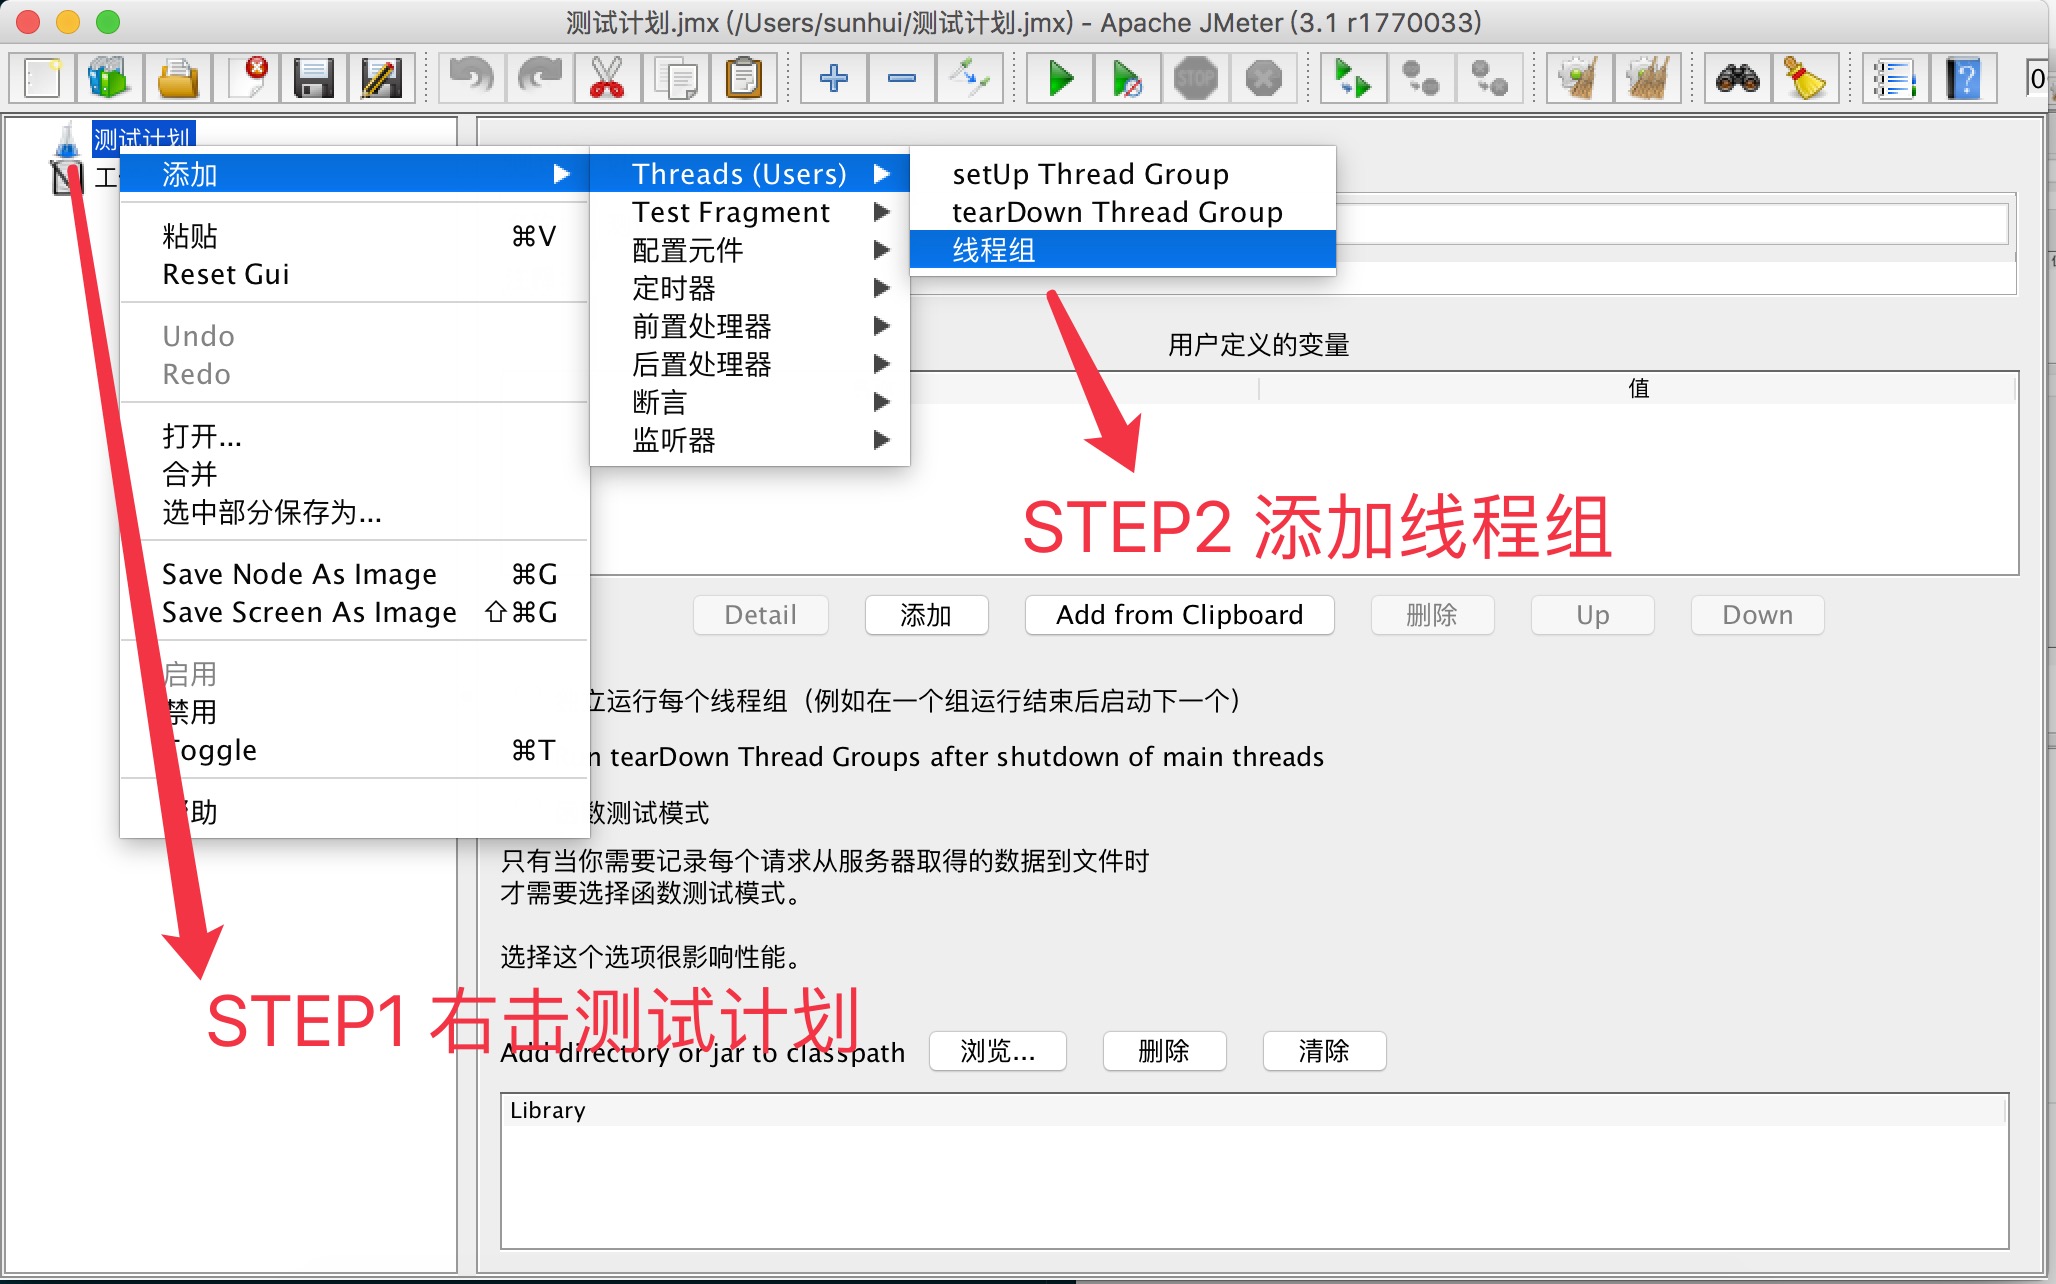 测试计划.jmx (/Users/sunhui/测试计划.jmx) - Apache JMeter (3.1 r1770033)
STOP
0
测试计划
工
添加
粘贴 ⌘V
Reset Gui
Undo
Redo
打开...
合并
选中部分保存为...
Save Node As Image ⌘G
Save Screen As Image ⇧⌘G
启用
禁用
Toggle ⌘T
助
Threads (Users)
Test Fragment
配置元件
定时器
前置处理器
后置处理器
断言
监听器
setUp Thread Group
tearDown Thread Group
线程组
用户定义的变量
值
STEP2 添加线程组
Detail 添加 Add from Clipboard 删除 Up Down
立运行每个线程组（例如在一个组运行结束后启动下一个）
n tearDown Thread Groups after shutdown of main threads
数测试模式
只有当你需要记录每个请求从服务器取得的数据到文件时
才需要选择函数测试模式。
选择这个选项很影响性能。
STEP1 右击测试计划
Add directory or jar to classpath 浏览... 删除 清除
Library